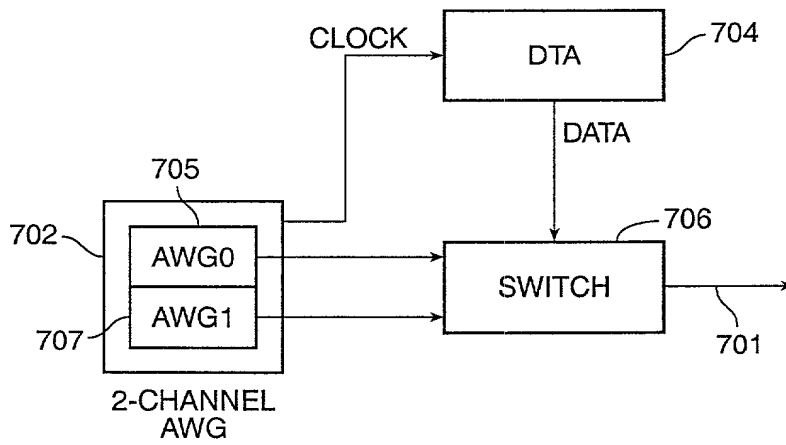 CLOCK
DTA
704
DATA
705
702
AWG0
706
SWITCH
AWG1
707
701
2-CHANNEL
AWG